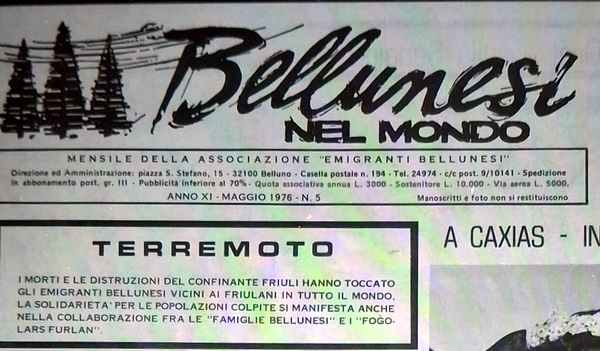 Bellunesi
NEL MONDO
MENSILE DELLA ASSOCIAZIONE "EMIGRANTI BELLUNESI"
Direzione ed Amministrazione: piazza S. Stefano, 15 - 32100 Belluno - Casella postale n. 194 - Tel. 24974 - c/c post. 9/10141 - Spedizione
in abbonamento post. gr. III - Pubblicità inferiore al 70% - Quota associativa annua L. 3000 - Sostenitore L. 10.000 - Via aerea L. 5000.
ANNO XI - MAGGIO 1976 - N. 5
Manoscritti e foto non si restituiscono
TERREMOTO
I MORTI E LE DISTRUZIONI DEL CONFINANTE FRIULI HANNO TOCCATO
GLI EMIGRANTI BELLUNESI VICINI AI FRIULANI IN TUTTO IL MONDO.
LA SOLIDARIETA' PER LE POPOLAZIONI COLPITE SI MANIFESTA ANCHE
NELLA COLLABORAZIONE FRA LE "FAMIGLIE BELLUNESI" E I "FOGO-
LARS FURLAN".
A CAXIAS - IN